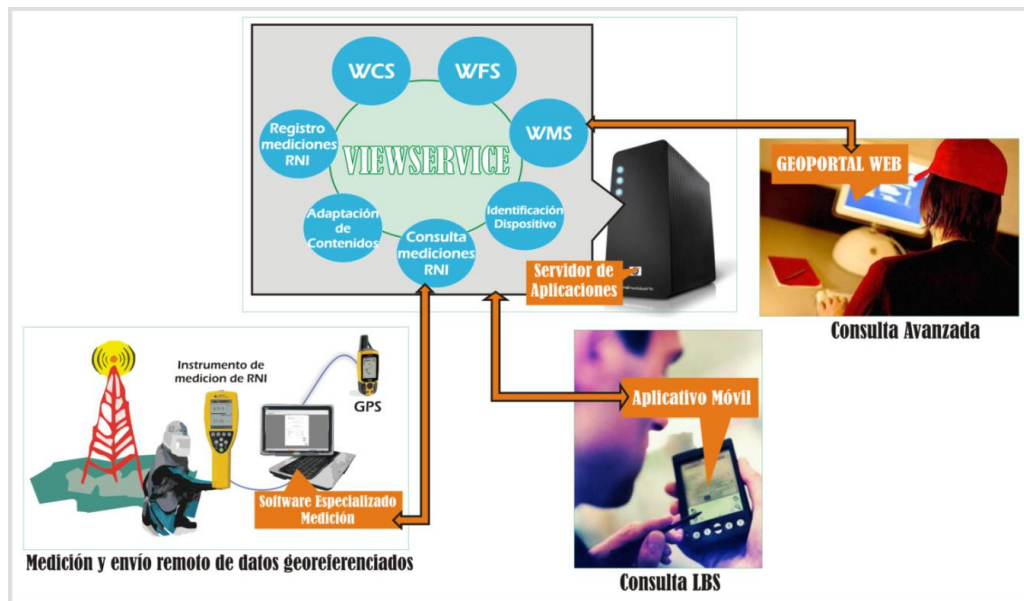 WCS
WFS
WMS
Registro
mediciones
RNI
VIEWSERVICE
Adaptación
de
Contenidos
Consulta
mediciones
RNI
Identificación
Dispositivo
Servidor de
Aplicaciones
GEOPORTAL WEB
Consulta Avanzada
Instrumento de
medicion de RNI
GPS
Software Especializado
Medición
Medición y envío remoto de datos georeferenciados
Aplicativo Móvil
Consulta LBS